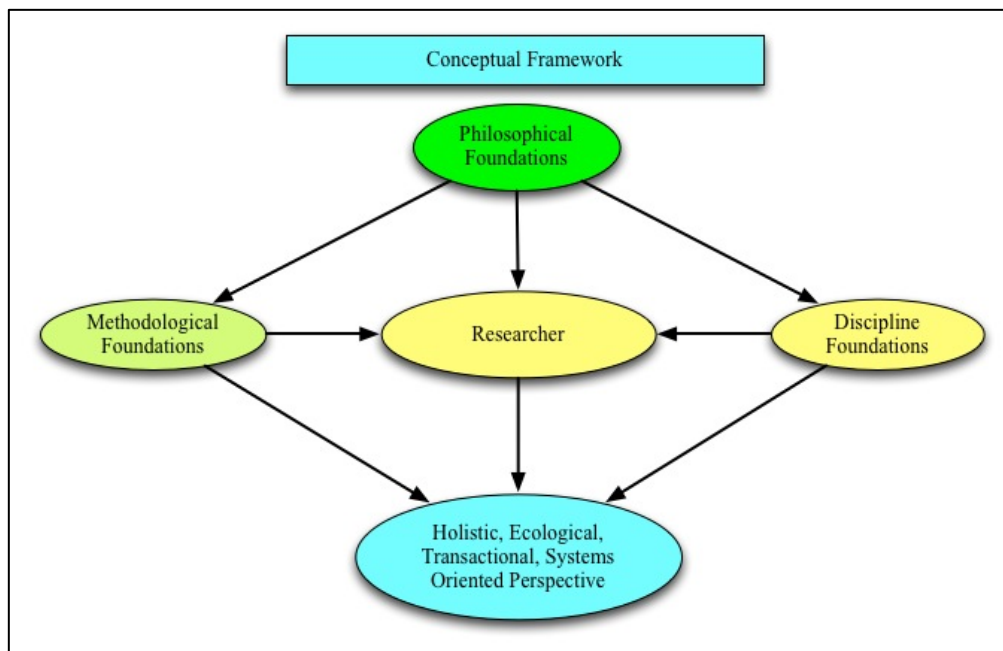 Conceptual Framework
Philosophical
Foundations
Methodological
Foundations
Researcher
Discipline
Foundations
Holistic, Ecological,
Transactional, Systems
Oriented Perspective